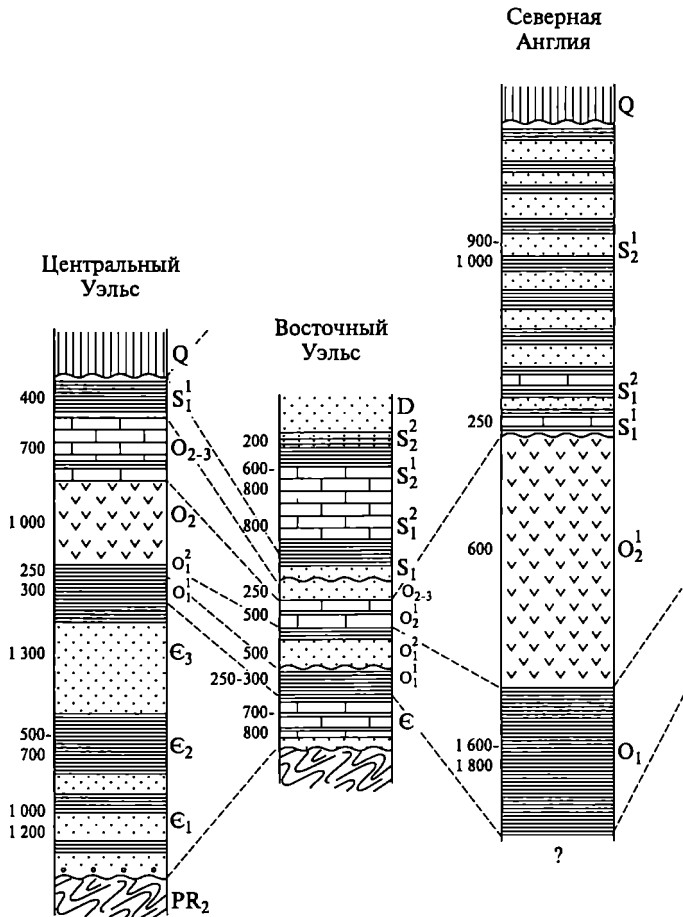 Северная
Англия
Q
900-
1 000
S₂¹
S₁²
250
S₁¹
600
O₂¹
1 600-
1 800
O₁
?
Центральный
Уэльс
Q
400
S₁¹
700
O₂₋₃
1 000
O₂
250
O₁²
300
O₁¹
1 300
Є₃
500-
700
Є₂
1 000
1 200
Є₁
PR₂
Восточный
Уэльс
D
200
S₂²
600-
800
S₂¹
800
S₁²
S₁
250
O₂₋₃
500
O₂¹
500
O₁²
250-300
O₁¹
700-
800
Є